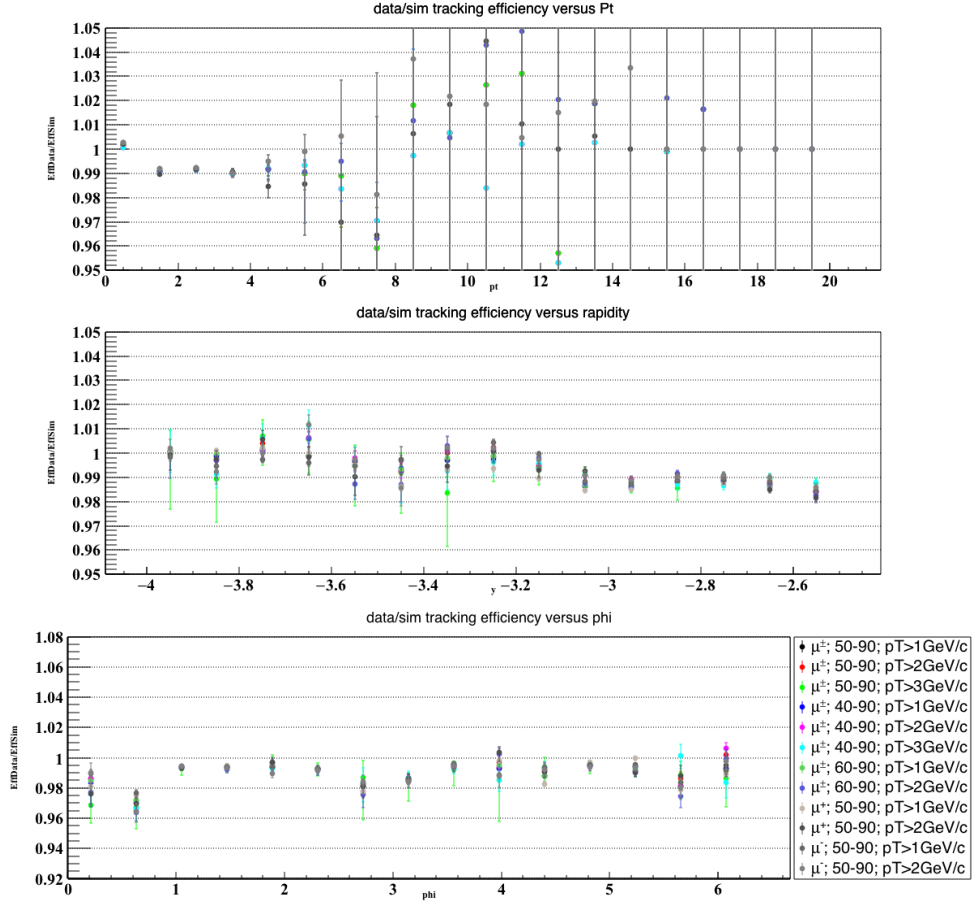 data/sim tracking efficiency versus Pt
1.05
1.04
1.03
1.02
1.01
1
0.99
0.98
0.97
0.96
0.95
EffData/EffSim
0 2 4 6 8 10 12 14 16 18 20
pt
data/sim tracking efficiency versus rapidity
1.05
1.04
1.03
1.02
1.01
1
0.99
0.98
0.97
0.96
0.95
EffData/EffSim
−4 −3.8 −3.6 −3.4 −3.2 −3 −2.8 −2.6
y
data/sim tracking efficiency versus phi
1.08
1.06
1.04
1.02
1
0.98
0.96
0.94
0.92
EffData/EffSim
0 1 2 3 4 5 6
phi
μ±; 50-90; pT>1GeV/c
μ±; 50-90; pT>2GeV/c
μ±; 50-90; pT>3GeV/c
μ±; 40-90; pT>1GeV/c
μ±; 40-90; pT>2GeV/c
μ±; 40-90; pT>3GeV/c
μ±; 60-90; pT>1GeV/c
μ±; 60-90; pT>2GeV/c
μ⁺; 50-90; pT>1GeV/c
μ⁺; 50-90; pT>2GeV/c
μ⁻; 50-90; pT>1GeV/c
μ⁻; 50-90; pT>2GeV/c